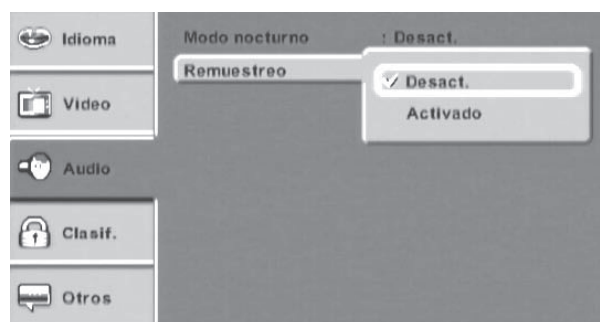 Idioma
Video
Audio
Clasif.
Otros
Modo nocturno : Desact.
Remuestreo
Desact.
Activado